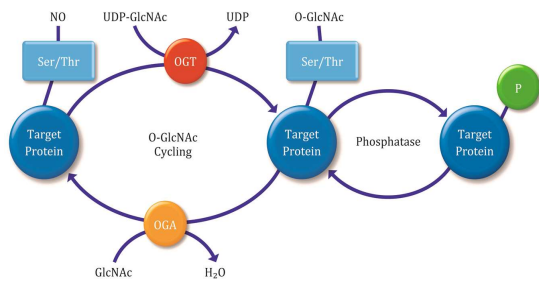 NO
UDP-GlcNAc
UDP
O-GlcNAc
Ser/Thr
OGT
Ser/Thr
P
Target
Protein
O-GlcNAc
Cycling
Target
Protein
Phosphatase
Target
Protein
OGA
GlcNAc
H₂O